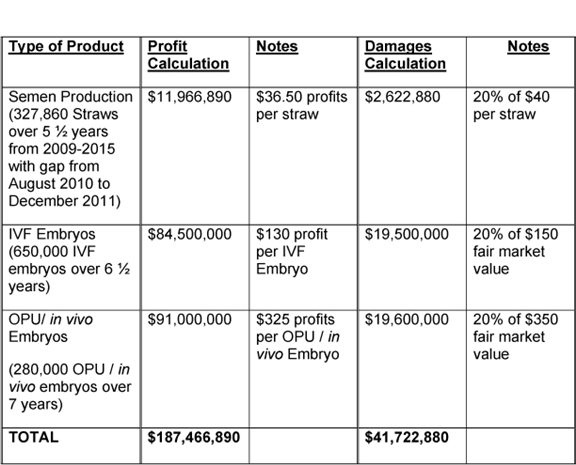 Type of Product Profit Calculation Notes Damages Calculation Notes
Semen Production (327,860 Straws over 5 ½ years from 2009-2015 with gap from August 2010 to December 2011) $11,966,890 $36.50 profits per straw $2,622,880 20% of $40 per straw
IVF Embryos (650,000 IVF embryos over 6 ½ years) $84,500,000 $130 profit per IVF Embryo $19,500,000 20% of $150 fair market value
OPU/ in vivo Embryos (280,000 OPU / in vivo embryos over 7 years) $91,000,000 $325 profits per OPU / in vivo Embryo $19,600,000 20% of $350 fair market value
TOTAL $187,466,890 $41,722,880